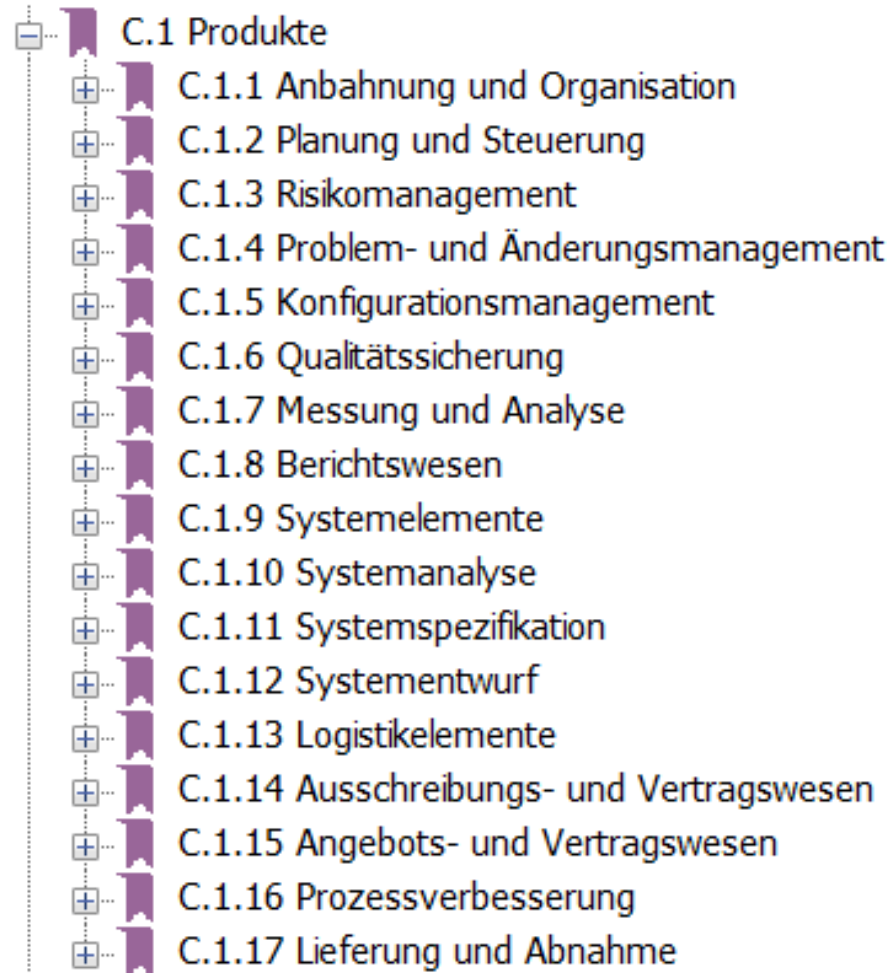 C.1 Produkte
C.1.1 Anbahnung und Organisation
C.1.2 Planung und Steuerung
C.1.3 Risikomanagement
C.1.4 Problem- und Änderungsmanagement
C.1.5 Konfigurationsmanagement
C.1.6 Qualitätssicherung
C.1.7 Messung und Analyse
C.1.8 Berichtswesen
C.1.9 Systemelemente
C.1.10 Systemanalyse
C.1.11 Systemspezifikation
C.1.12 Systementwurf
C.1.13 Logistikelemente
C.1.14 Ausschreibungs- und Vertragswesen
C.1.15 Angebots- und Vertragswesen
C.1.16 Prozessverbesserung
C.1.17 Lieferung und Abnahme